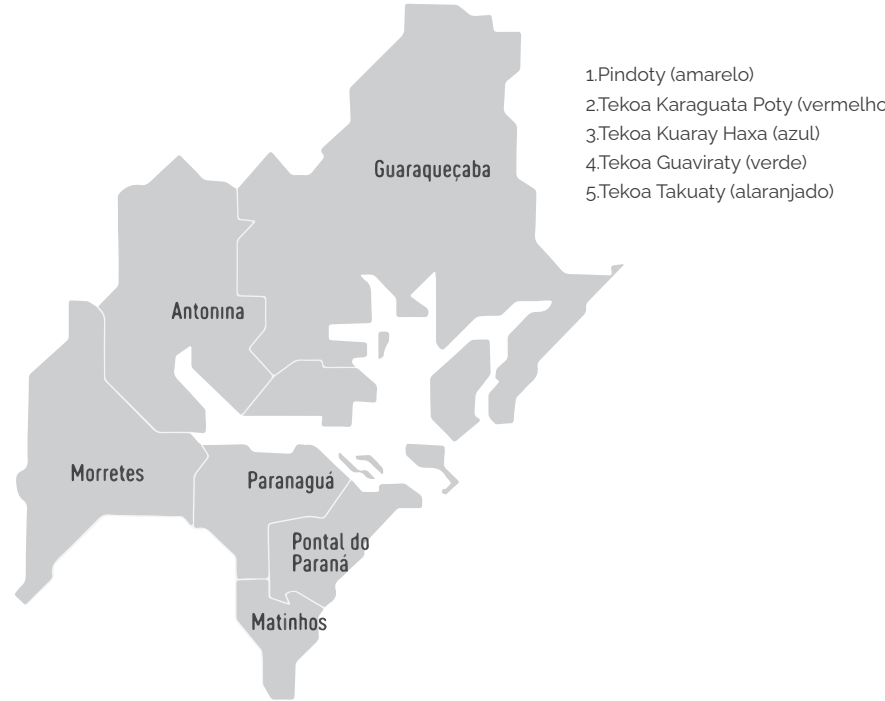 1.Pindoty (amarelo)
2.Tekoa Karaguata Poty (vermelho
3.Tekoa Kuaray Haxa (azul)
4.Tekoa Guaviraty (verde)
5.Tekoa Takuaty (alaranjado)
Guaraqueçaba
Antonina
Morretes
Paranaguá
Pontal do
Paraná
Matinhos